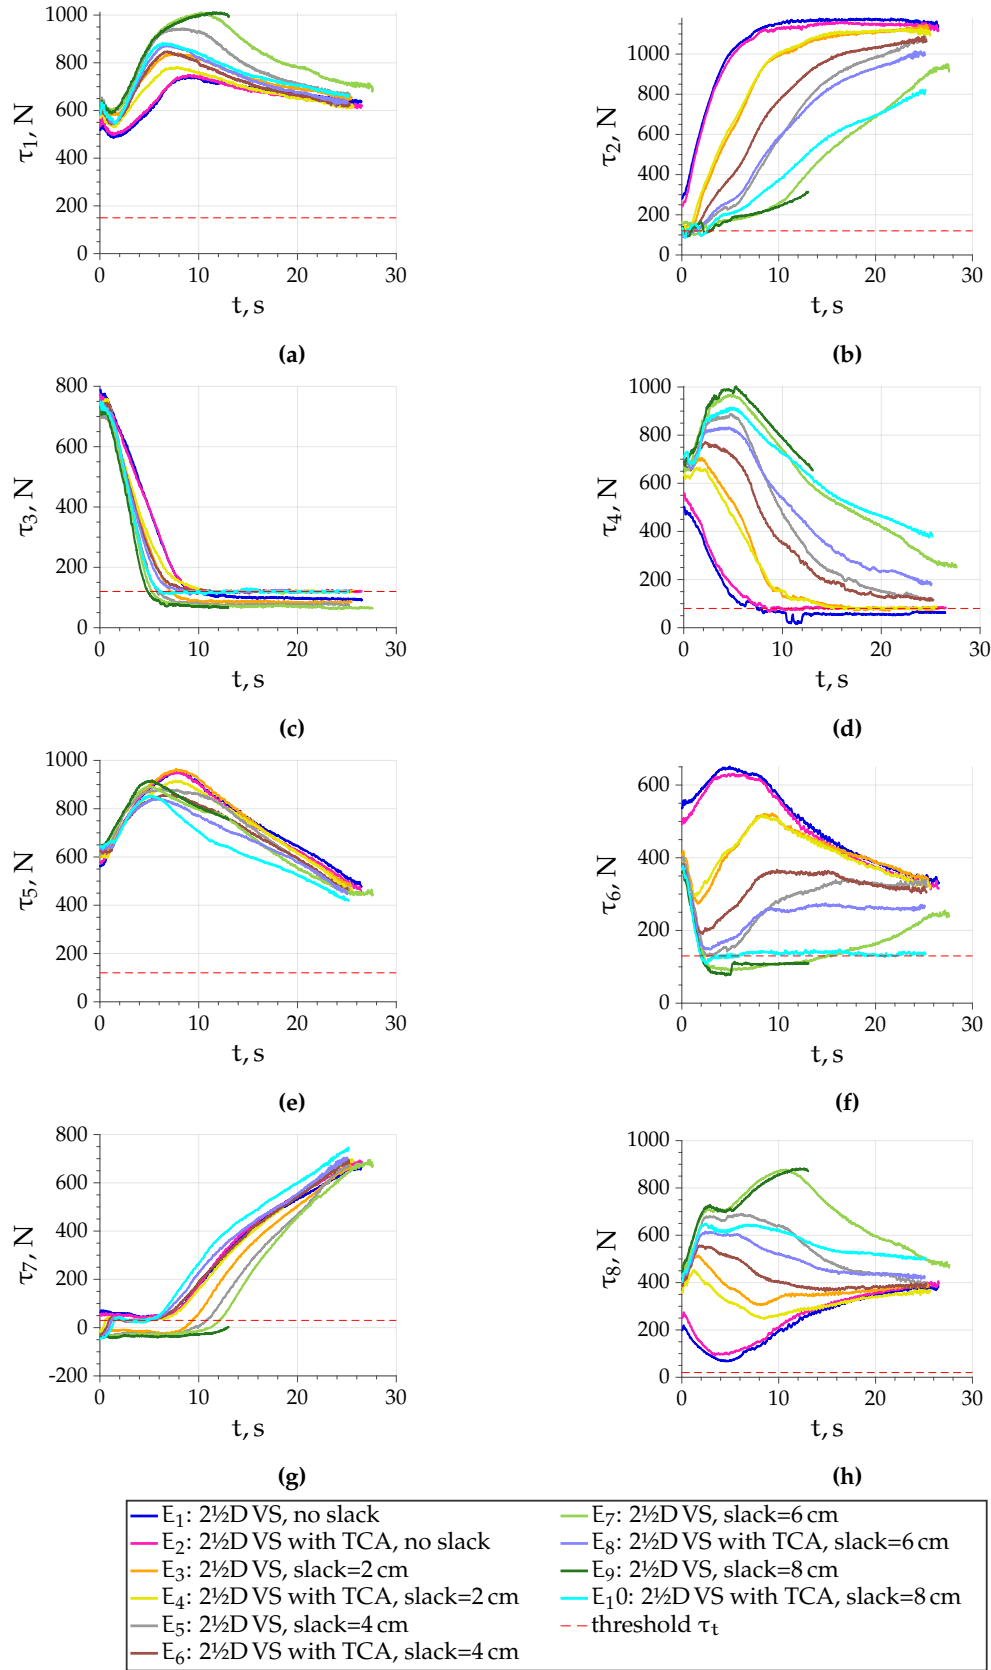 1000
800
600
400
200
0
τ1, N
0 10 20 30
t, s
(a)
1000
800
600
400
200
0
τ2, N
0 10 20 30
t, s
(b)
800
600
400
200
0
τ3, N
0 10 20 30
t, s
(c)
1000
800
600
400
200
0
τ4, N
0 10 20 30
t, s
(d)
1000
800
600
400
200
0
τ5, N
0 10 20 30
t, s
(e)
600
400
200
0
τ6, N
0 10 20 30
t, s
(f)
800
600
400
200
0
-200
τ7, N
0 10 20 30
t, s
(g)
1000
800
600
400
200
0
τ8, N
0 10 20 30
t, s
(h)
E1: 2½D VS, no slack
E2: 2½D VS with TCA, no slack
E3: 2½D VS, slack=2 cm
E4: 2½D VS with TCA, slack=2 cm
E5: 2½D VS, slack=4 cm
E6: 2½D VS with TCA, slack=4 cm
E7: 2½D VS, slack=6 cm
E8: 2½D VS with TCA, slack=6 cm
E9: 2½D VS, slack=8 cm
E10: 2½D VS with TCA, slack=8 cm
threshold τt